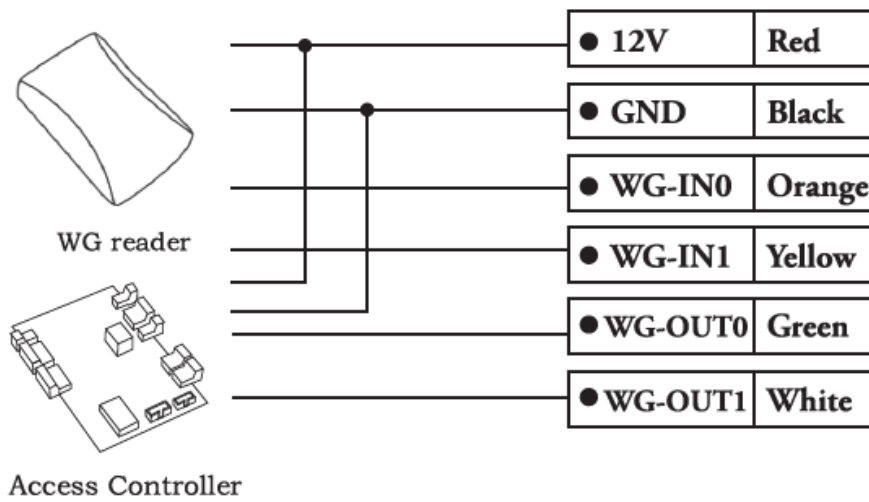 12V Red
GND Black
WG-IN0 Orange
WG reader
WG-IN1 Yellow
WG-OUT0 Green
WG-OUT1 White
Access Controller